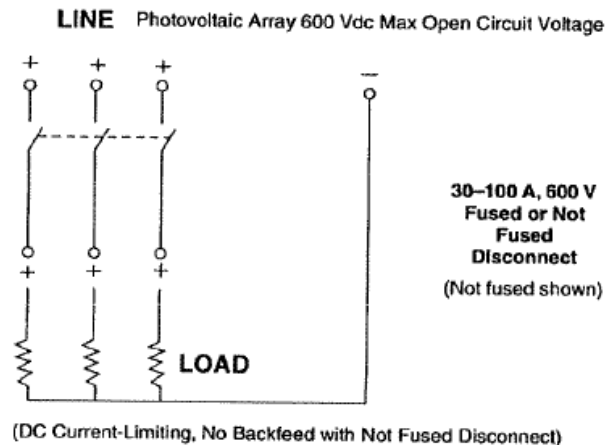 LINE Photovoltaic Array 600 Vdc Max Open Circuit Voltage
+ + + −
30–100 A, 600 V
Fused or Not
Fused
Disconnect
(Not fused shown)
+ + +
LOAD
(DC Current-Limiting, No Backfeed with Not Fused Disconnect)